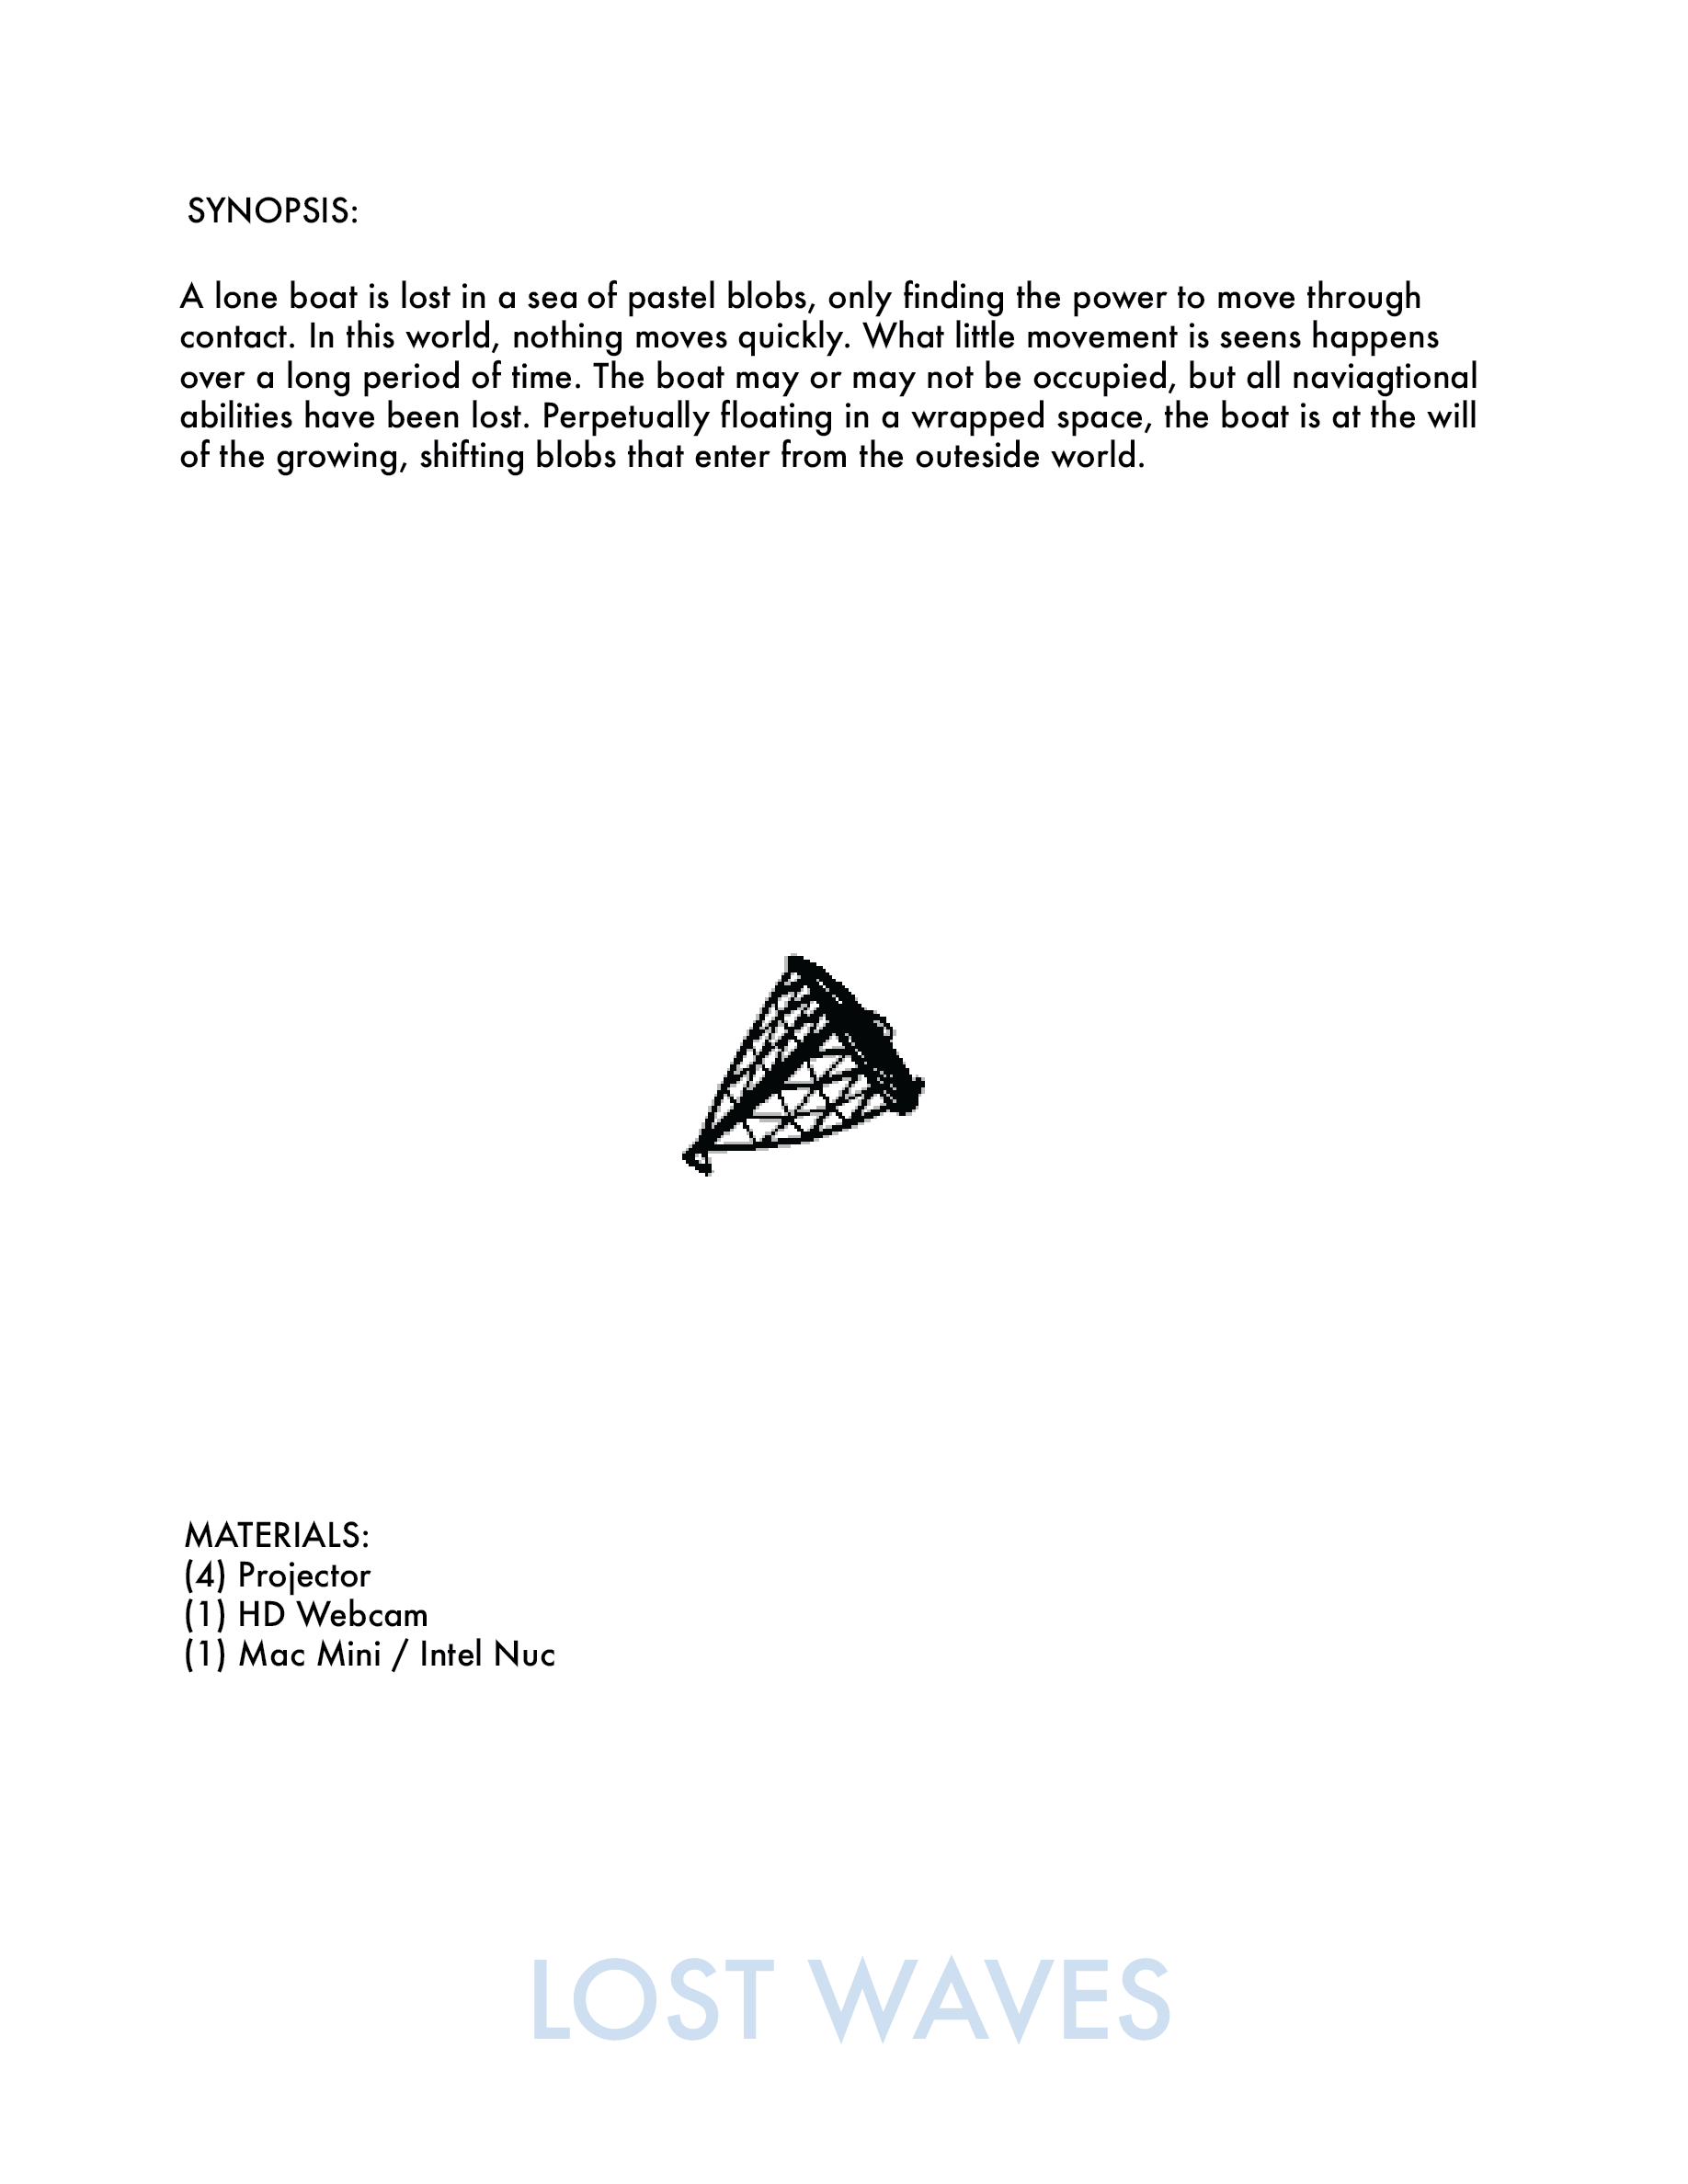 SYNOPSIS:
A lone boat is lost in a sea of pastel blobs, only finding the power to move through
contact. In this world, nothing moves quickly. What little movement is seens happens
over a long period of time. The boat may or may not be occupied, but all naviagtional
abilities have been lost. Perpetually floating in a wrapped space, the boat is at the will
of the growing, shifting blobs that enter from the outeside world.
MATERIALS:
(4) Projector
(1) HD Webcam
(1) Mac Mini / Intel Nuc
LOST WAVES